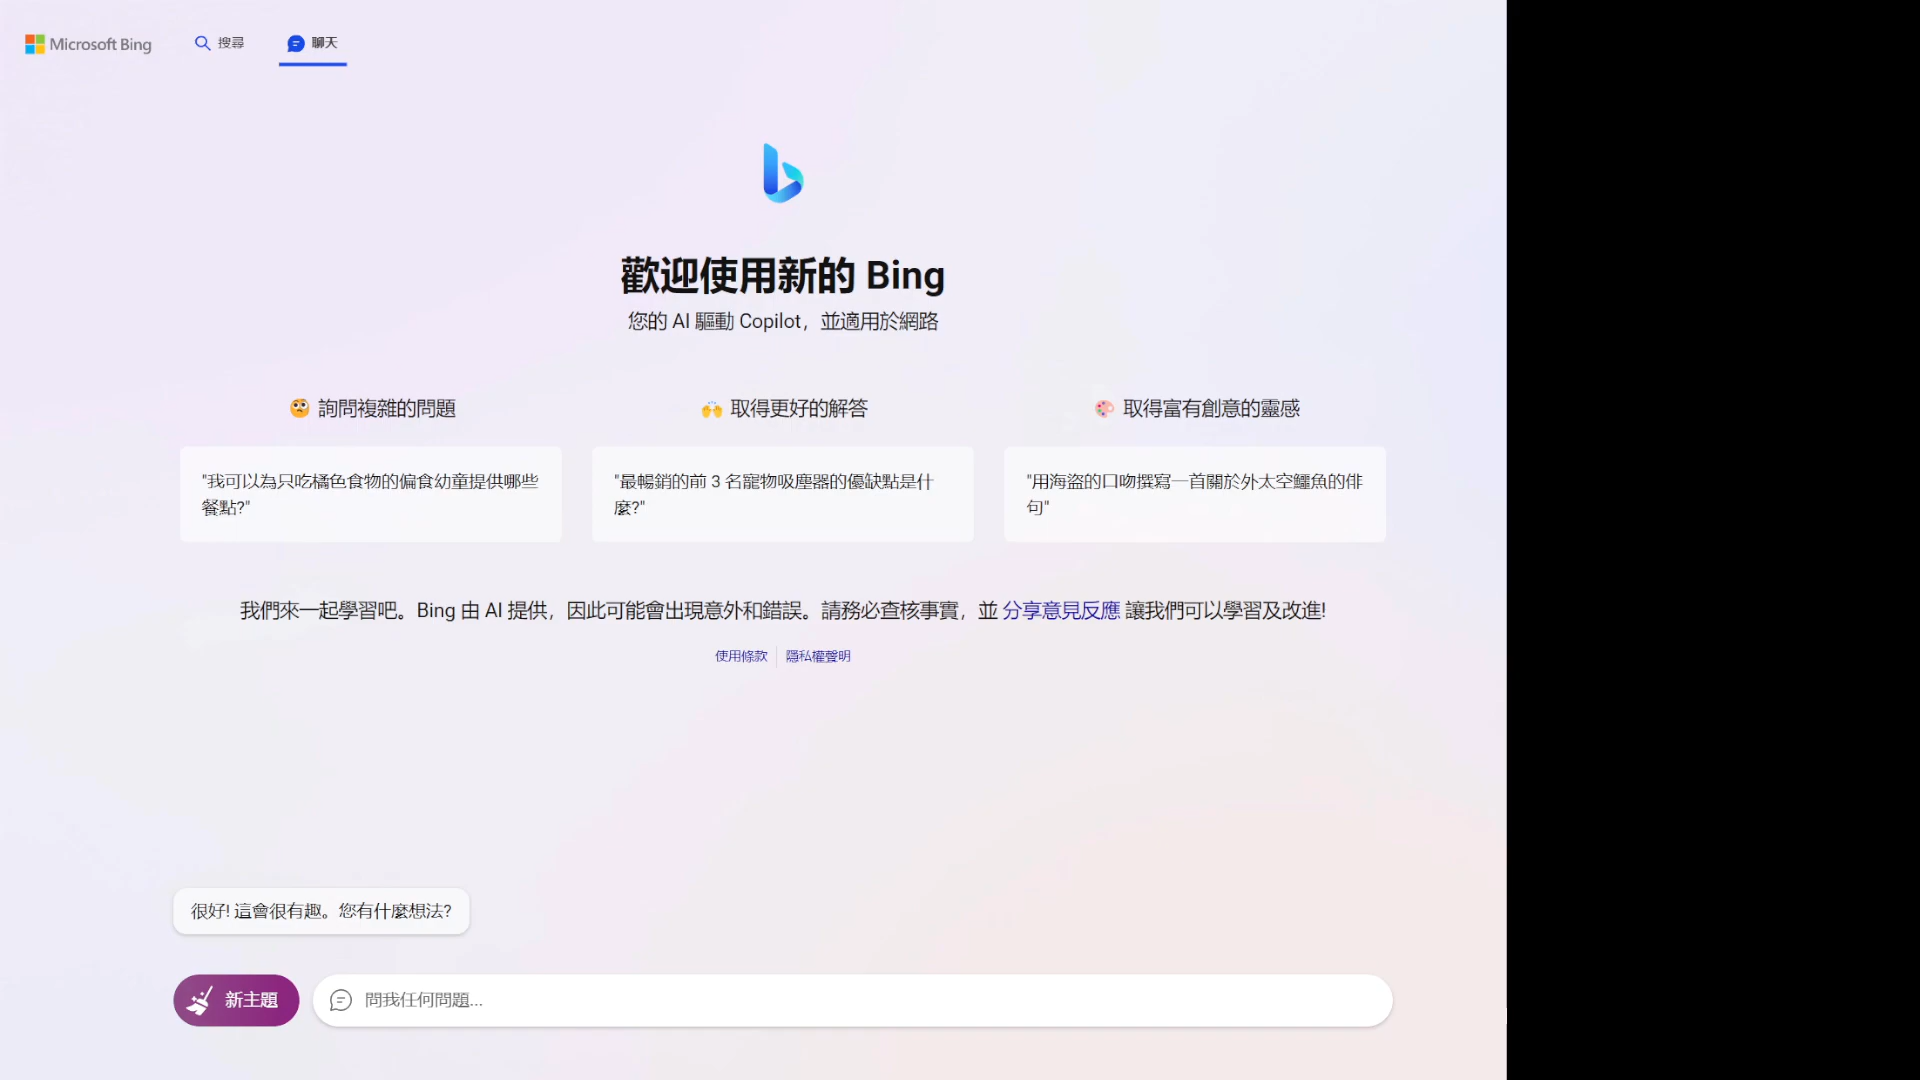 Microsoft Bing 搜尋 聊天
歡迎使用新的 Bing
您的 AI 驅動 Copilot，並適用於網路
詢問複雜的問題
"我可以為只吃橘色食物的偏食幼童提供哪些
餐點?"
取得更好的解答
"最暢銷的前 3 名寵物吸塵器的優缺點是什
麼?"
取得富有創意的靈感
"用海盜的口吻撰寫一首關於外太空鱷魚的俳
句"
我們來一起學習吧。Bing 由 AI 提供，因此可能會出現意外和錯誤。請務必查核事實，並 分享意見反應 讓我們可以學習及改進!
使用條款 隱私權聲明
很好! 這會很有趣。您有什麼想法?
新主題 問我任何問題...